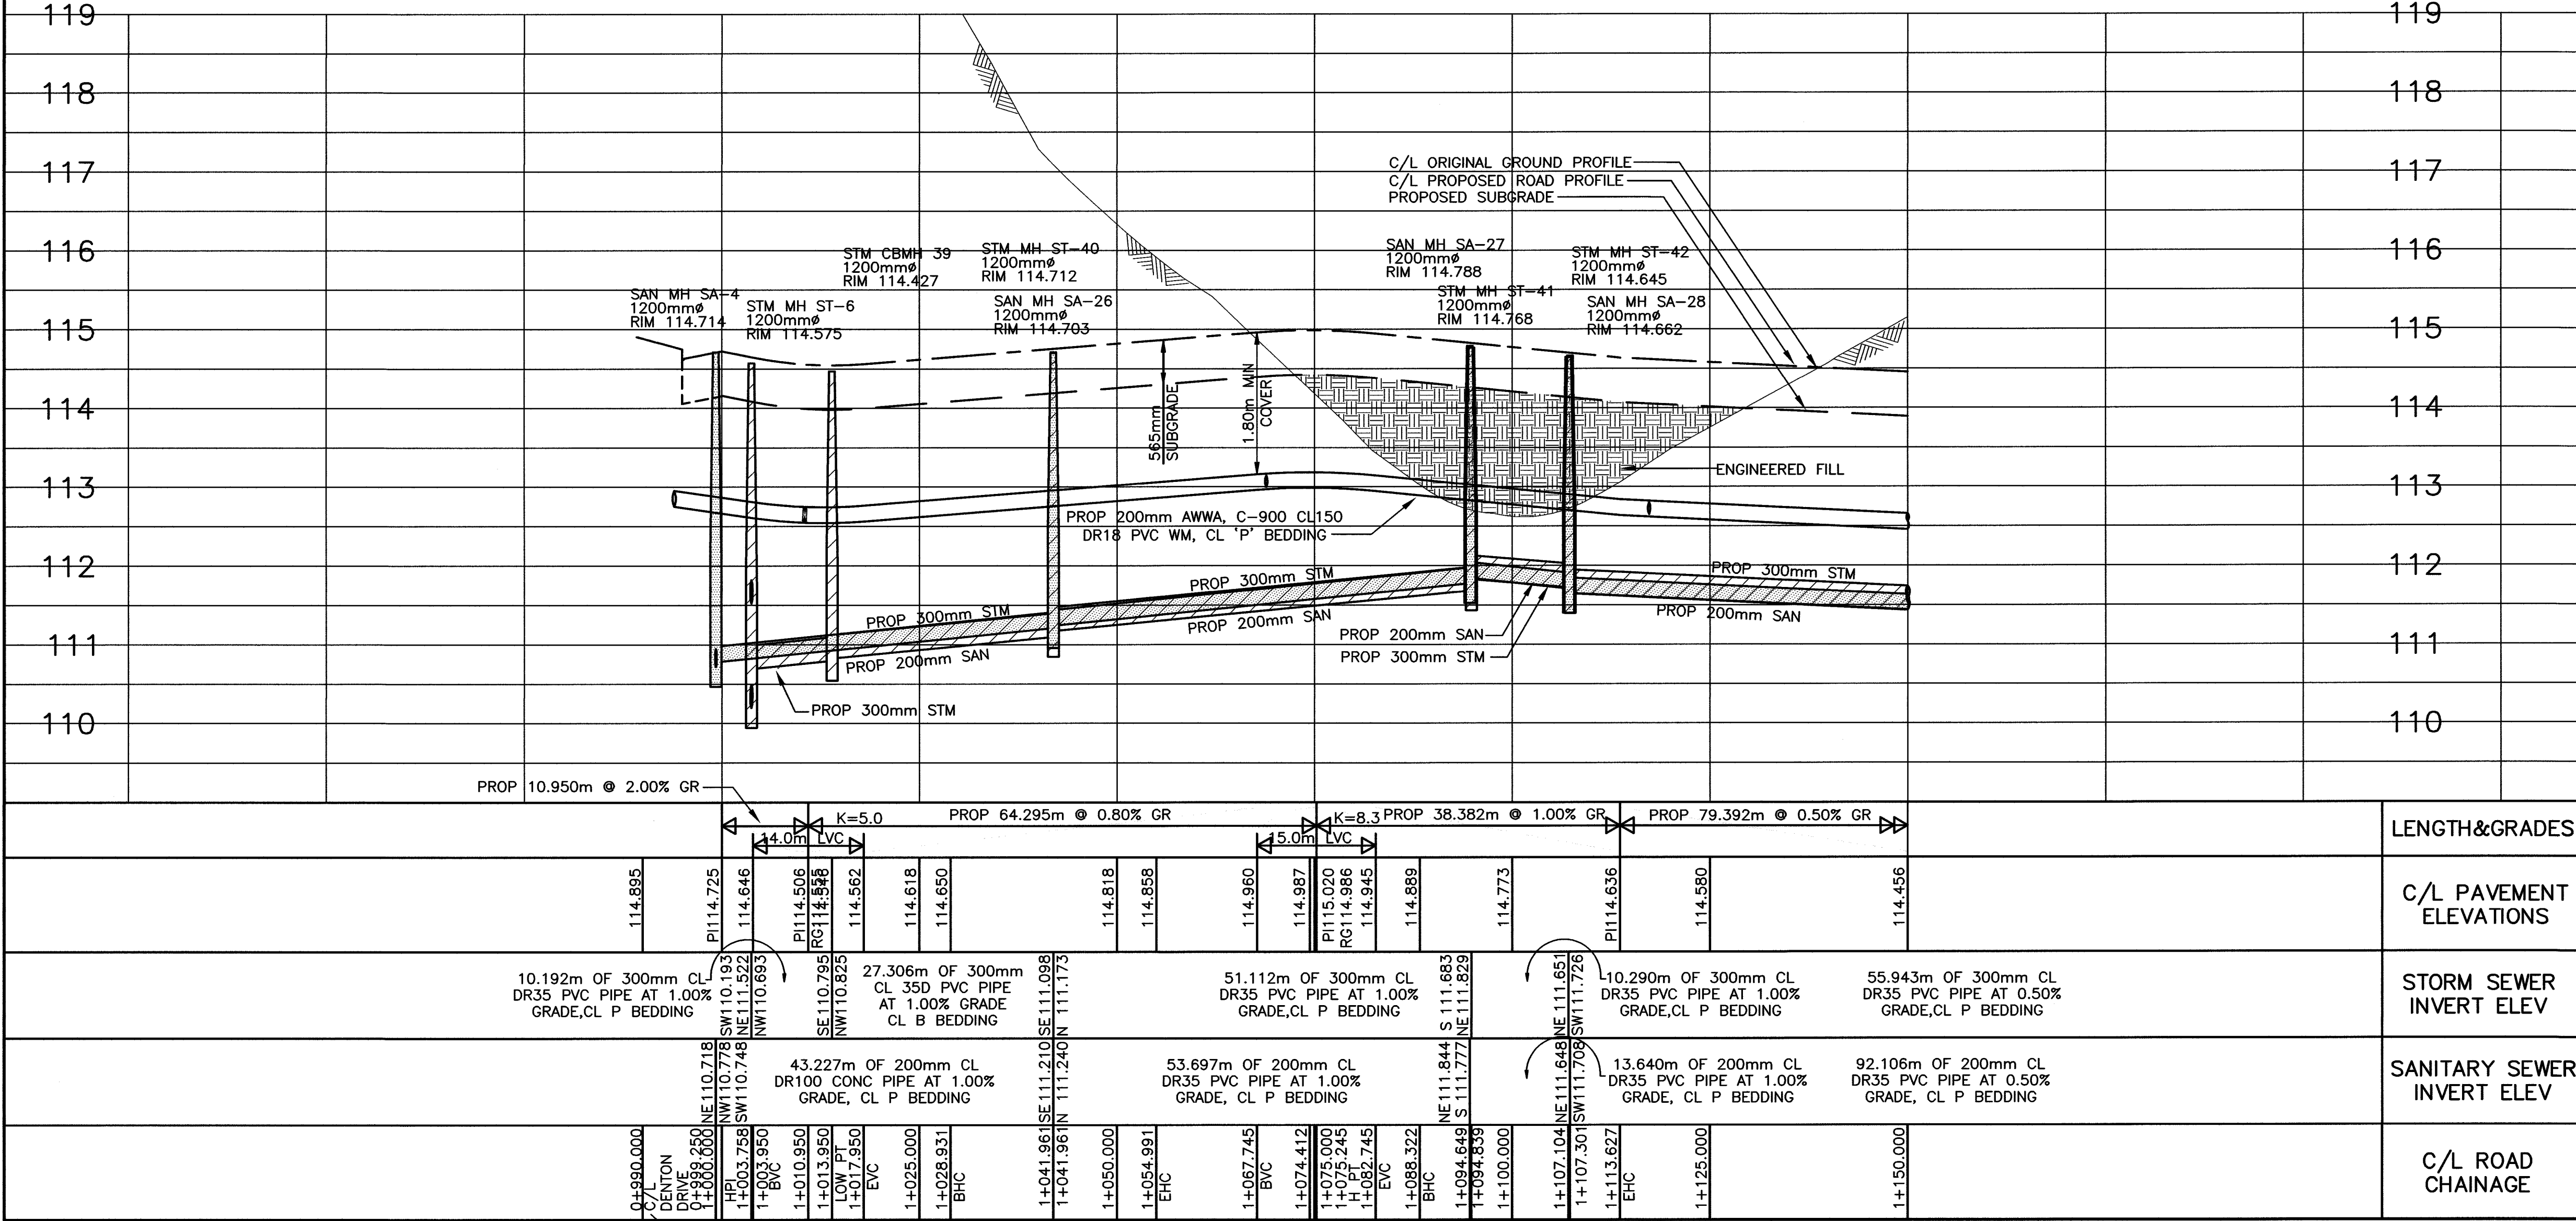 119
119
118
118
117
117
116
116
115
115
114
114
113
113
112
112
111
111
110
110
C/L ORIGINAL GROUND PROFILE
C/L PROPOSED ROAD PROFILE
PROPOSED SUBGRADE
SAN MH SA-4
1200mmø
RIM 114.714
STM MH ST-6
1200mmø
RIM 114.575
STM CBMH 39
1200mmø
RIM 114.427
STM MH ST-40
1200mmø
RIM 114.712
SAN MH SA-26
1200mmø
RIM 114.703
SAN MH SA-27
1200mmø
RIM 114.788
STM MH ST-41
1200mmø
RIM 114.768
STM MH ST-42
1200mmø
RIM 114.645
SAN MH SA-28
1200mmø
RIM 114.662
565mm
SUBGRADE
1.80m MIN
COVER
ENGINEERED FILL
PROP 200mm AWWA, C-900 CL150
DR18 PVC WM, CL 'P' BEDDING
PROP 300mm STM
PROP 200mm SAN
PROP 300mm STM
PROP 300mm STM
PROP 200mm SAN
PROP 200mm SAN
PROP 300mm STM
PROP 300mm STM
PROP 200mm SAN
PROP 10.950m @ 2.00% GR
K=5.0
PROP 64.295m @ 0.80% GR
K=8.3
PROP 38.382m @ 1.00% GR
PROP 79.392m @ 0.50% GR
14.0m LVC
15.0m LVC
LENGTH&GRADES
114.895
PI114.725
114.646
PI114.506
114.562
114.618
114.650
114.818
114.858
114.960
114.987
PI115.020
RG114.986
114.945
114.889
114.773
PI114.636
114.580
114.456
C/L PAVEMENT
ELEVATIONS
10.192m OF 300mm CL
DR35 PVC PIPE AT 1.00%
GRADE,CL P BEDDING
SW110.193
NE111.522
NW110.693
SE110.795
NW110.825
27.306m OF 300mm
CL 35D PVC PIPE
AT 1.00% GRADE
CL B BEDDING
SE111.098
N 111.173
51.112m OF 300mm CL
DR35 PVC PIPE AT 1.00%
GRADE,CL P BEDDING
S 111.683
NE111.829
NE111.651
SW111.726
10.290m OF 300mm CL
DR35 PVC PIPE AT 1.00%
GRADE,CL P BEDDING
55.943m OF 300mm CL
DR35 PVC PIPE AT 0.50%
GRADE,CL P BEDDING
STORM SEWER
INVERT ELEV
NE110.718
NW110.778
SW110.748
43.227m OF 200mm CL
DR100 CONC PIPE AT 1.00%
GRADE, CL P BEDDING
SE111.210
N 111.240
53.697m OF 200mm CL
DR35 PVC PIPE AT 1.00%
GRADE, CL P BEDDING
NE111.844
S 111.777
NE111.648
SW111.708
13.640m OF 200mm CL
DR35 PVC PIPE AT 1.00%
GRADE, CL P BEDDING
92.106m OF 200mm CL
DR35 PVC PIPE AT 0.50%
GRADE, CL P BEDDING
SANITARY SEWER
INVERT ELEV
0+990.000
C/L
DENTON
DRIVE
0+999.250
1+000.000
HPI
1+003.758
1+003.950
BVC
1+010.950
1+013.950
LOW PT
1+017.950
EVC
1+025.000
1+028.931
BHC
1+041.961
1+041.961
1+050.000
1+054.991
EHC
1+067.745
BVC
1+074.412
1+075.000
1+075.245
H PT
1+082.745
EVC
1+088.322
BHC
1+094.649
1+094.839
1+100.000
1+107.104
1+107.301
1+113.627
EHC
1+125.000
1+150.000
C/L ROAD
CHAINAGE